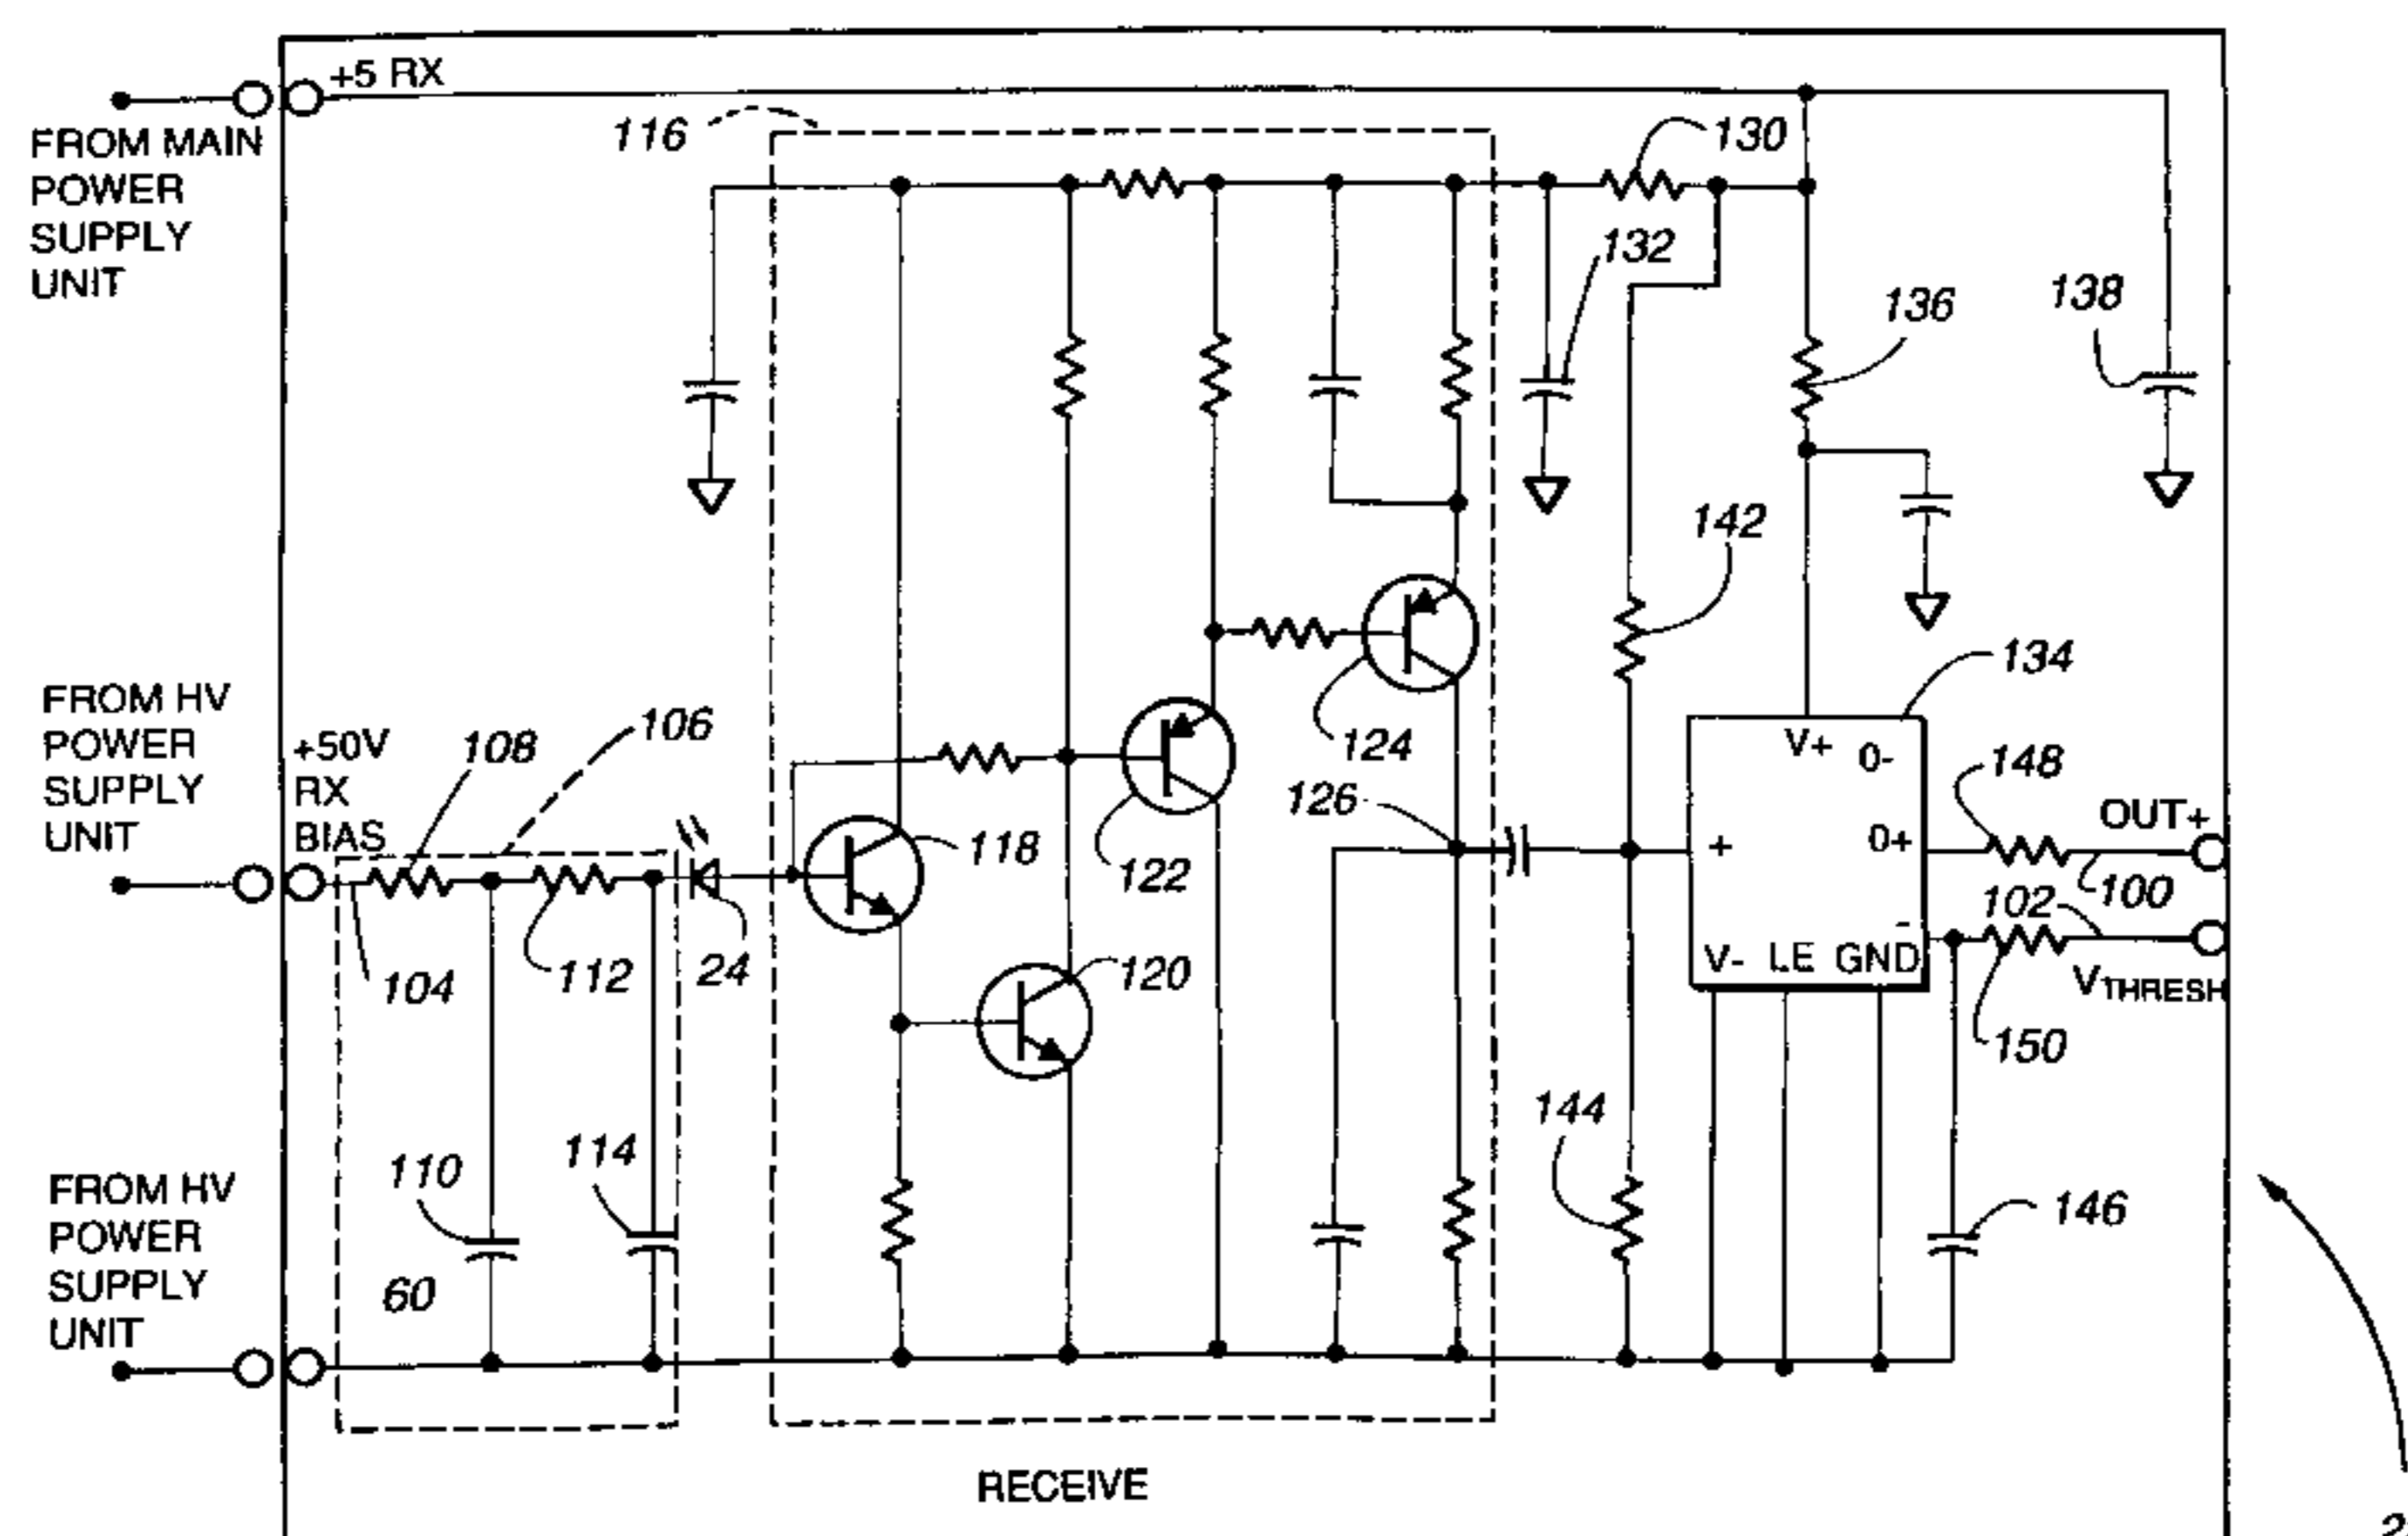 +5 RX
FROM MAIN
POWER
SUPPLY
UNIT
116
130
132
136
138
142
134
FROM HV
POWER
SUPPLY
UNIT
+50V
RX
BIAS
108
106
104
112
24
118
120
122
124
126
V+
0-
+
0+
-
V- LE GND
148
OUT+
100
102
VTHRESH
150
144
146
110
114
60
FROM HV
POWER
SUPPLY
UNIT
RECEIVE